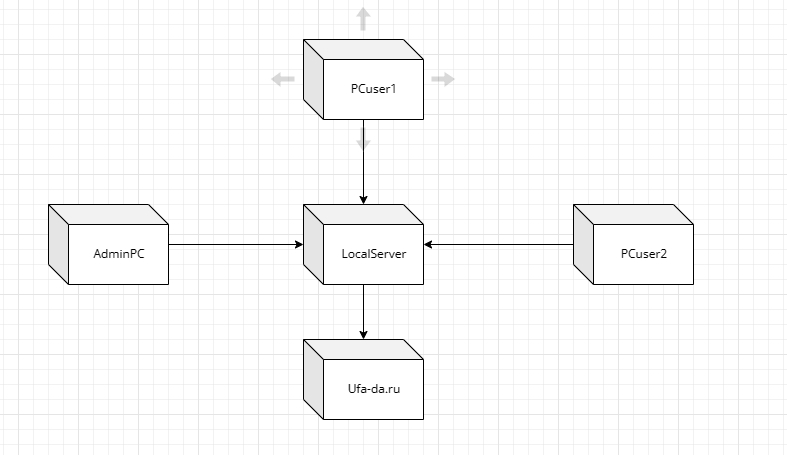 PCuser1
AdminPC
LocalServer
PCuser2
Ufa-da.ru